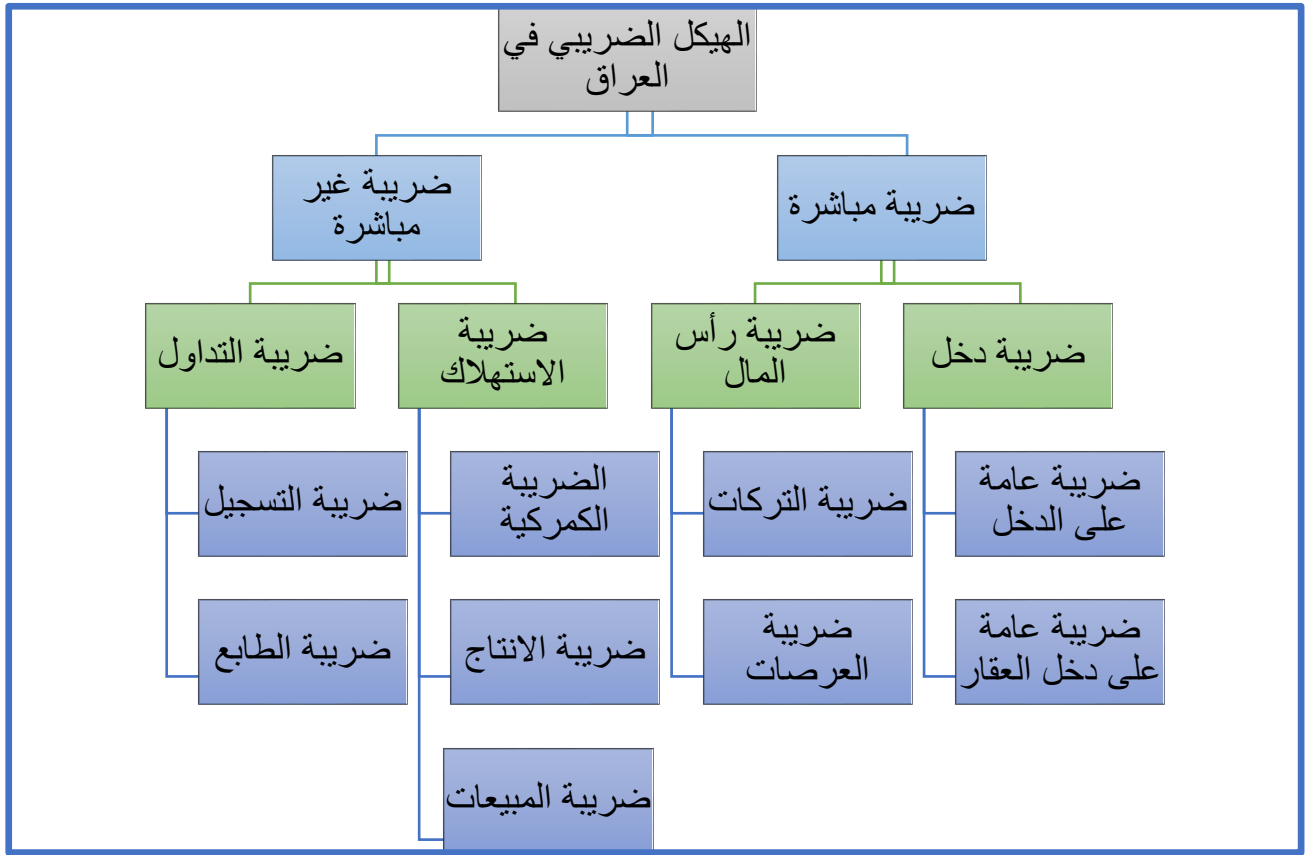 الهيكل الضريبي في
العراق
ضريبة مباشرة
ضريبة غير
مباشرة
ضريبة دخل
ضريبة رأس
المال
ضريبة
الاستهلاك
ضريبة التداول
ضريبة عامة
على الدخل
ضريبة التركات
الضريبة
الكمركية
ضريبة التسجيل
ضريبة عامة
على دخل العقار
ضريبة
العرصات
ضريبة الانتاج
ضريبة الطابع
ضريبة المبيعات